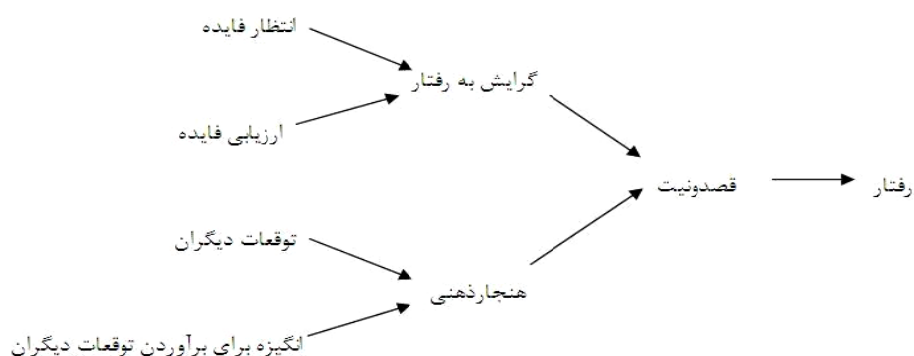 انتظار فایده
گرایش به رفتار
ارزیابی فایده
قصدونیت
رفتار
توقعات دیگران
هنجارذهنی
انگیزه برای برآوردن توقعات دیگران